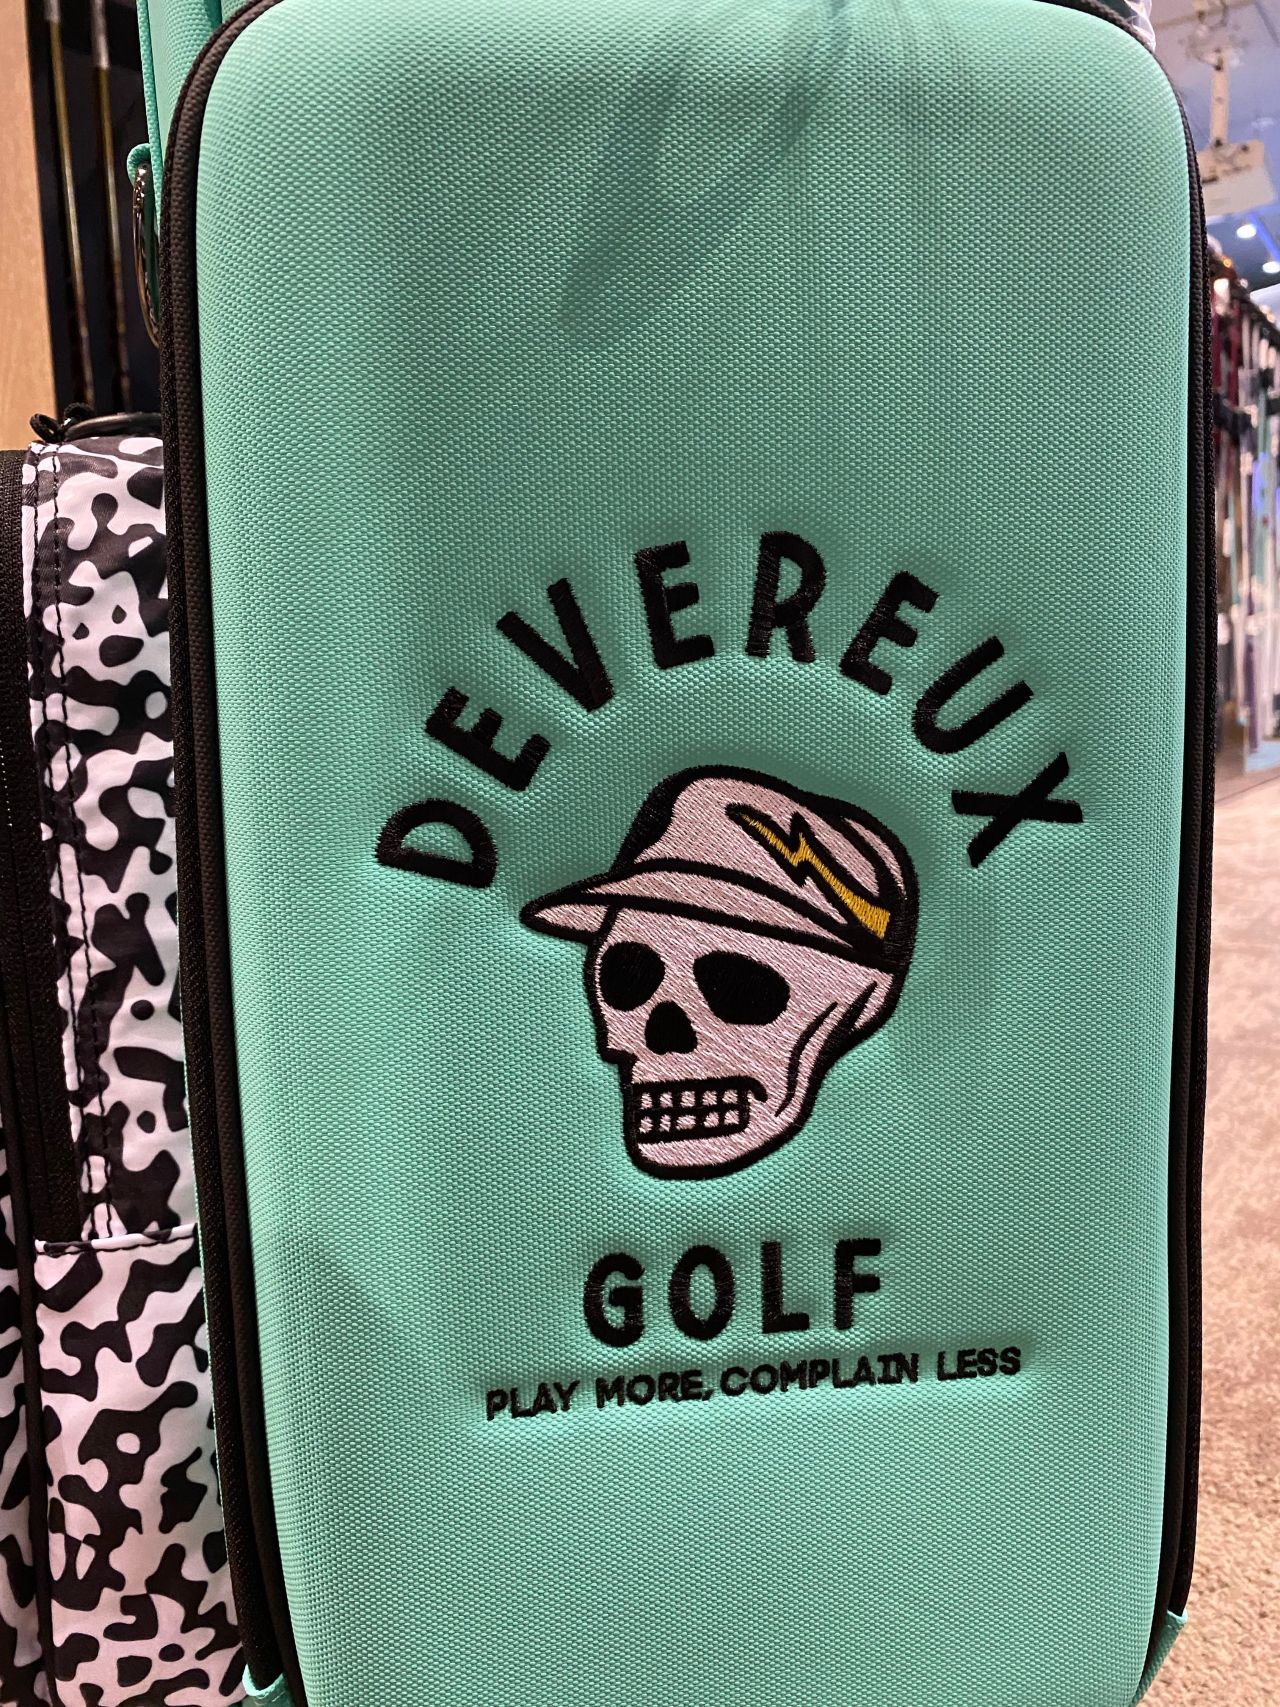 DEVEREUX
GOLF
PLAY MORE, COMPLAIN LESS